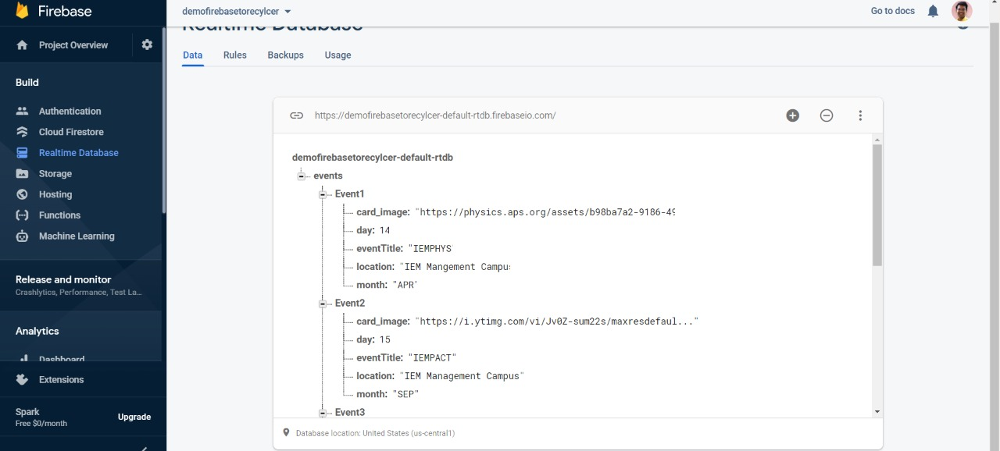 Firebase
demofirebasetorecylcer
Go to docs
Realtime Database
Project Overview
Data Rules Backups Usage
Build
Authentication
Cloud Firestore
Realtime Database
Storage
Hosting
Functions
Machine Learning
Release and monitor
Crashlytics, Performance, Test La...
Analytics
Dashboard
Extensions
Spark
Free $0/month
Upgrade
https://demofirebasetorecylcer-default-rtdb.firebaseio.com/
demofirebasetorecylcer-default-rtdb
events
Event1
card_image: "https://physics.aps.org/assets/b98ba7a2-9186-49
day: 14
eventTitle: "IEMPHYS
location: "IEM Mangement Campu
month: "APR'
Event2
card_image: "https://i.ytimg.com/vi/Jv0Z-sum22s/maxresdefaul..."
day: 15
eventTitle: "IEMPACT"
location: "IEM Management Campus"
month: "SEP"
Event3
Database location: United States (us-central1)